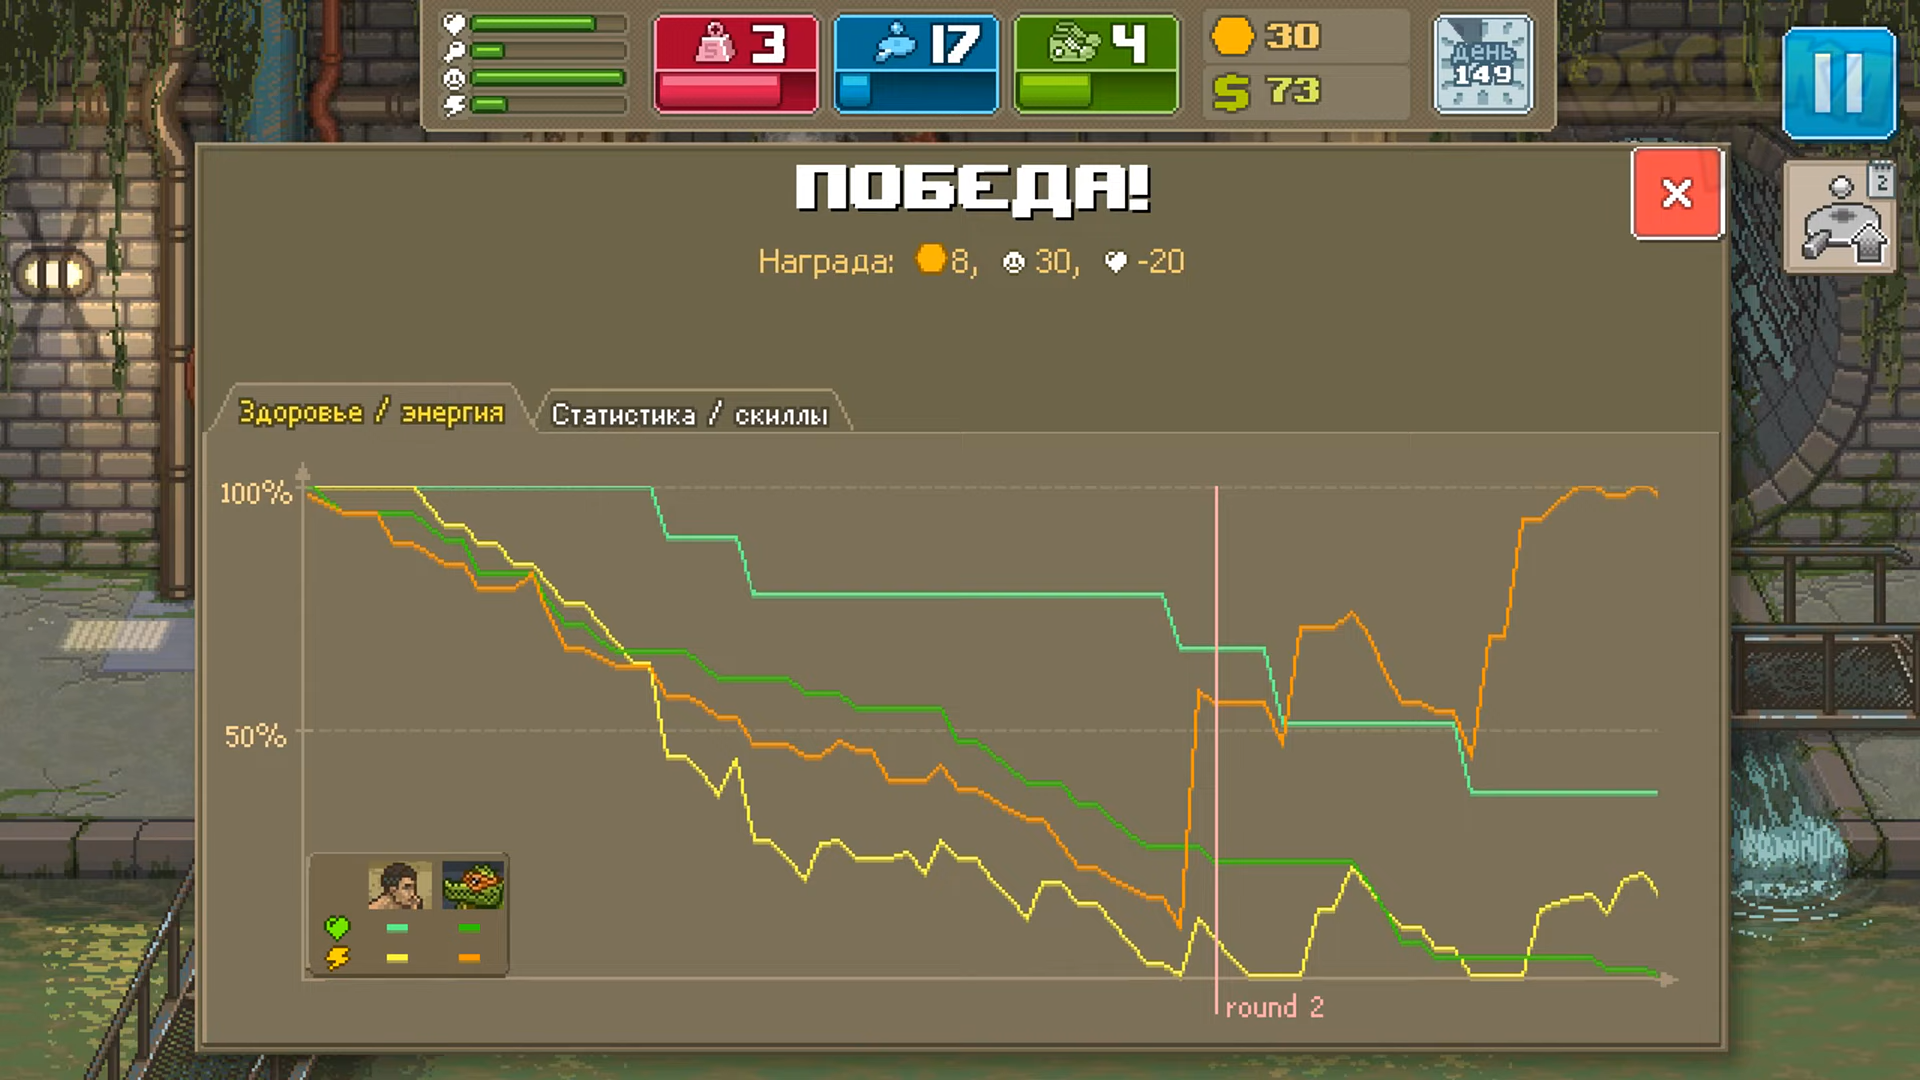 3
17
4
30
$ 73
день
149
2
ПОБЕДА!
Награда: 8, 30, -20
Здоровье / энергия
Статистика / скиллы
100%
50%
round 2